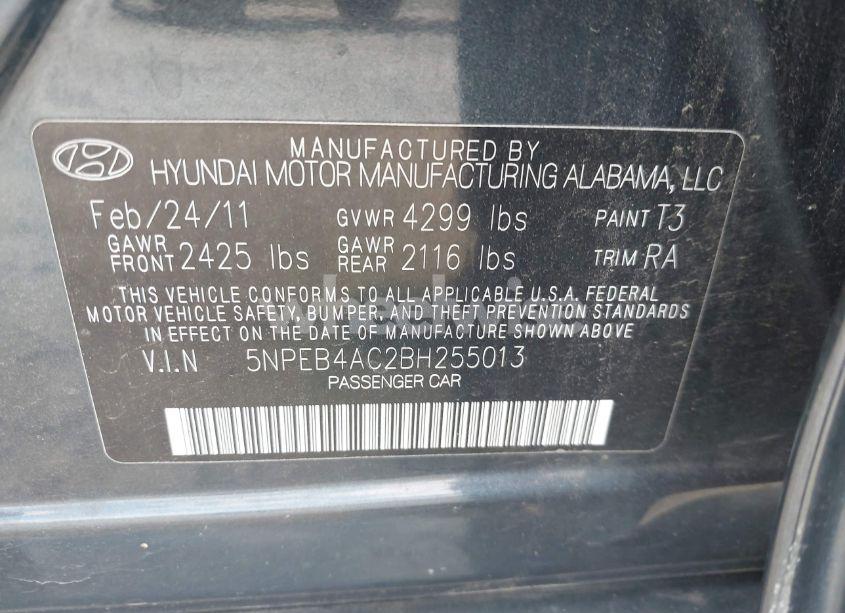 MANUFACTURED BY
HYUNDAI MOTOR MANUFACTURING ALABAMA, LLC
Feb/24/11 GVWR 4299 lbs PAINT T3
GAWR FRONT 2425 lbs GAWR REAR 2116 lbs TRIM RA
THIS VEHICLE CONFORMS TO ALL APPLICABLE U.S.A. FEDERAL
MOTOR VEHICLE SAFETY, BUMPER, AND THEFT PREVENTION STANDARDS
IN EFFECT ON THE DATE OF MANUFACTURE SHOWN ABOVE
V.I.N 5NPEB4AC2BH255013
PASSENGER CAR